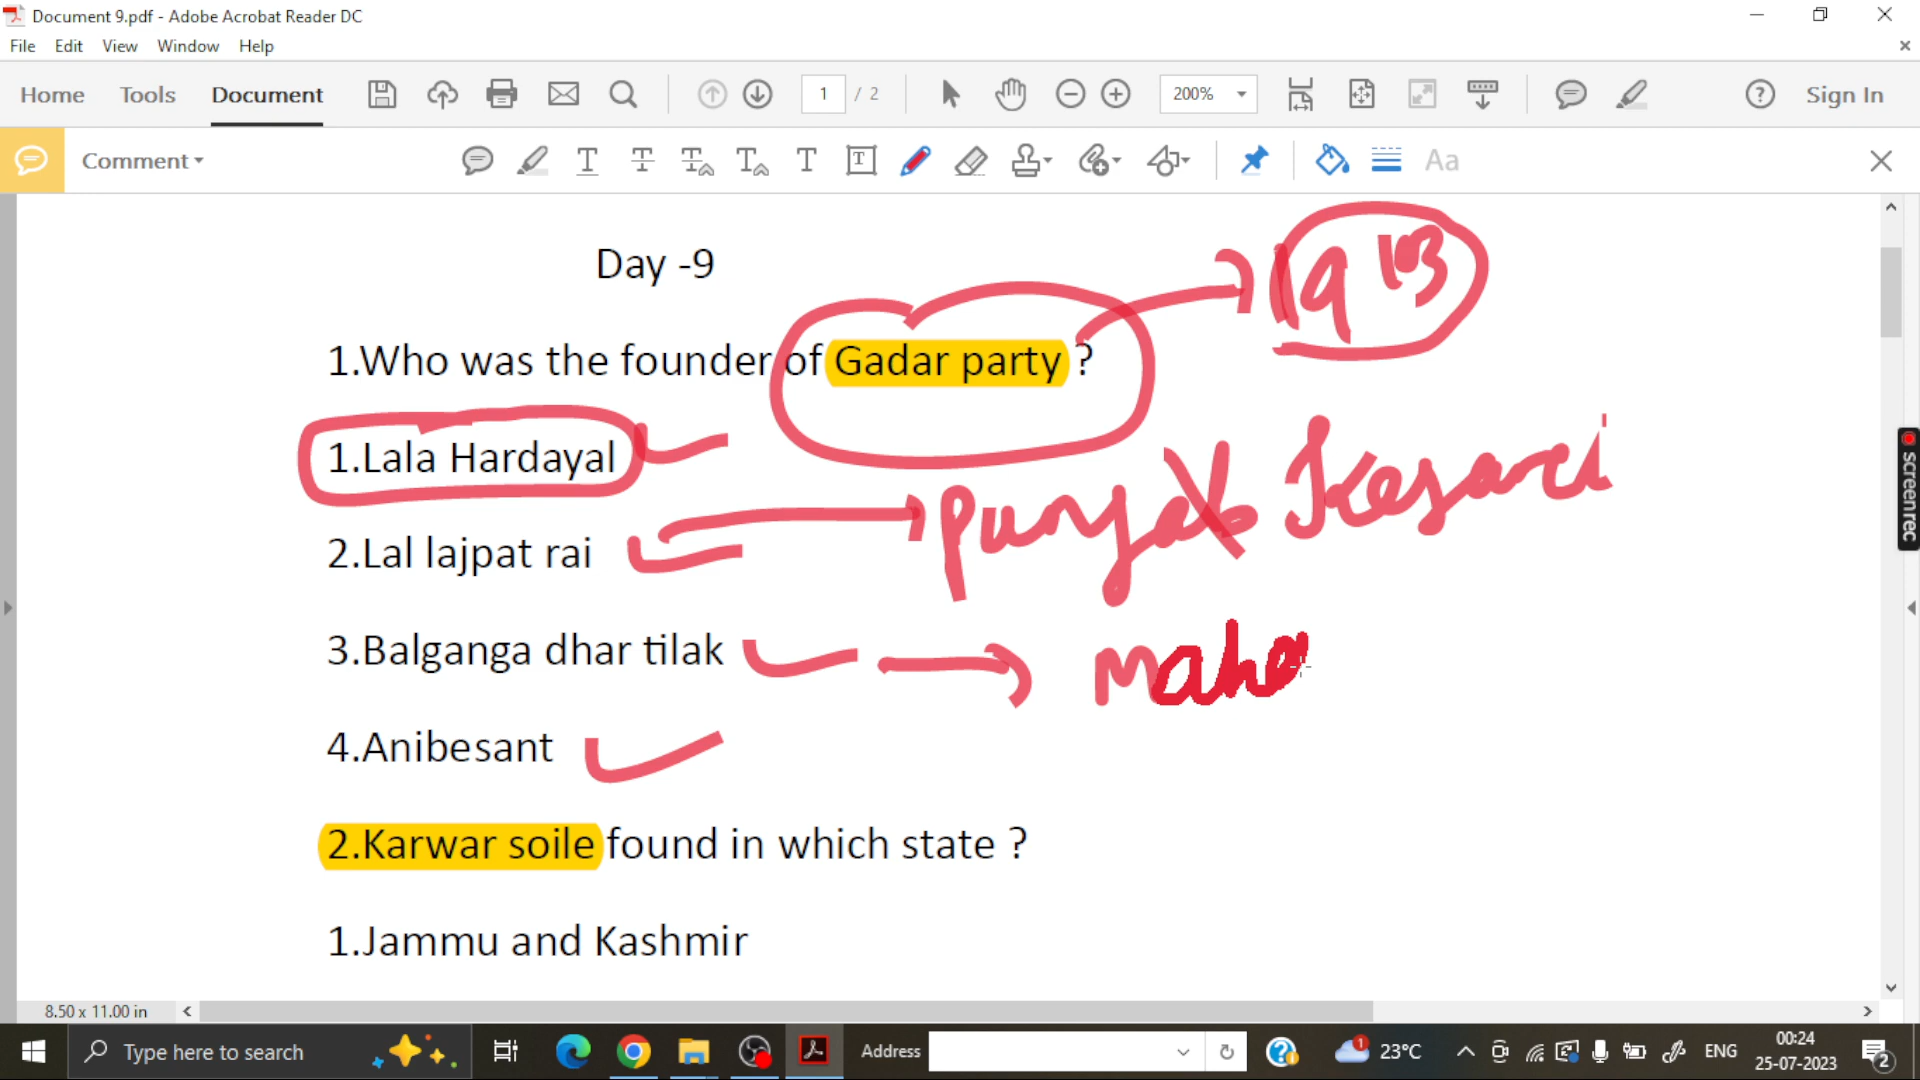 Document 9.pdf - Adobe Acrobat Reader DC
File Edit View Window Help
Home Tools Document 1 / 2 200% Sign In
Comment T T T T T T Aa
Day -9
1913
1.Who was the founder of Gadar party ?
1.Lala Hardayal
Punjab Kesari
2.Lal lajpat rai
3.Balganga dhar tilak
4.Anibesant
2.Karwar soile found in which state ?
1.Jammu and Kashmir
screenrec
8.50 x 11.00 in
Type here to search Address 1 23°C ENG 00:24
25-07-2023 2